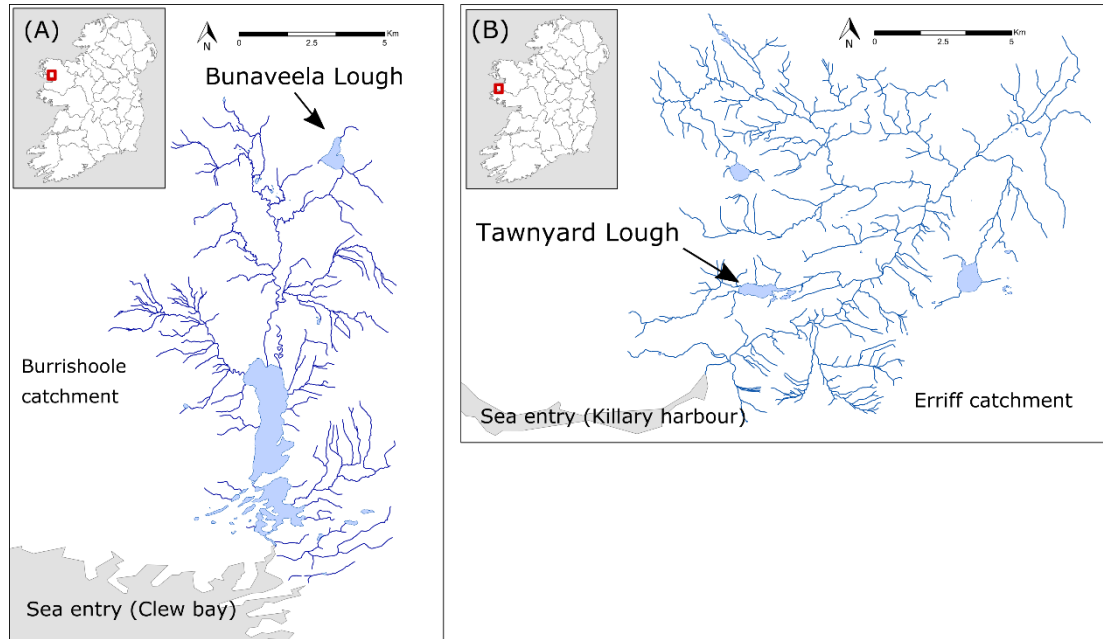 (A)
N
0 2.5 5
Km
Bunaveela Lough
Burrishoole
catchment
Sea entry (Clew bay)
(B)
N
0 2.5 5
Km
Tawnyard Lough
Sea entry (Killary harbour)
Erriff catchment